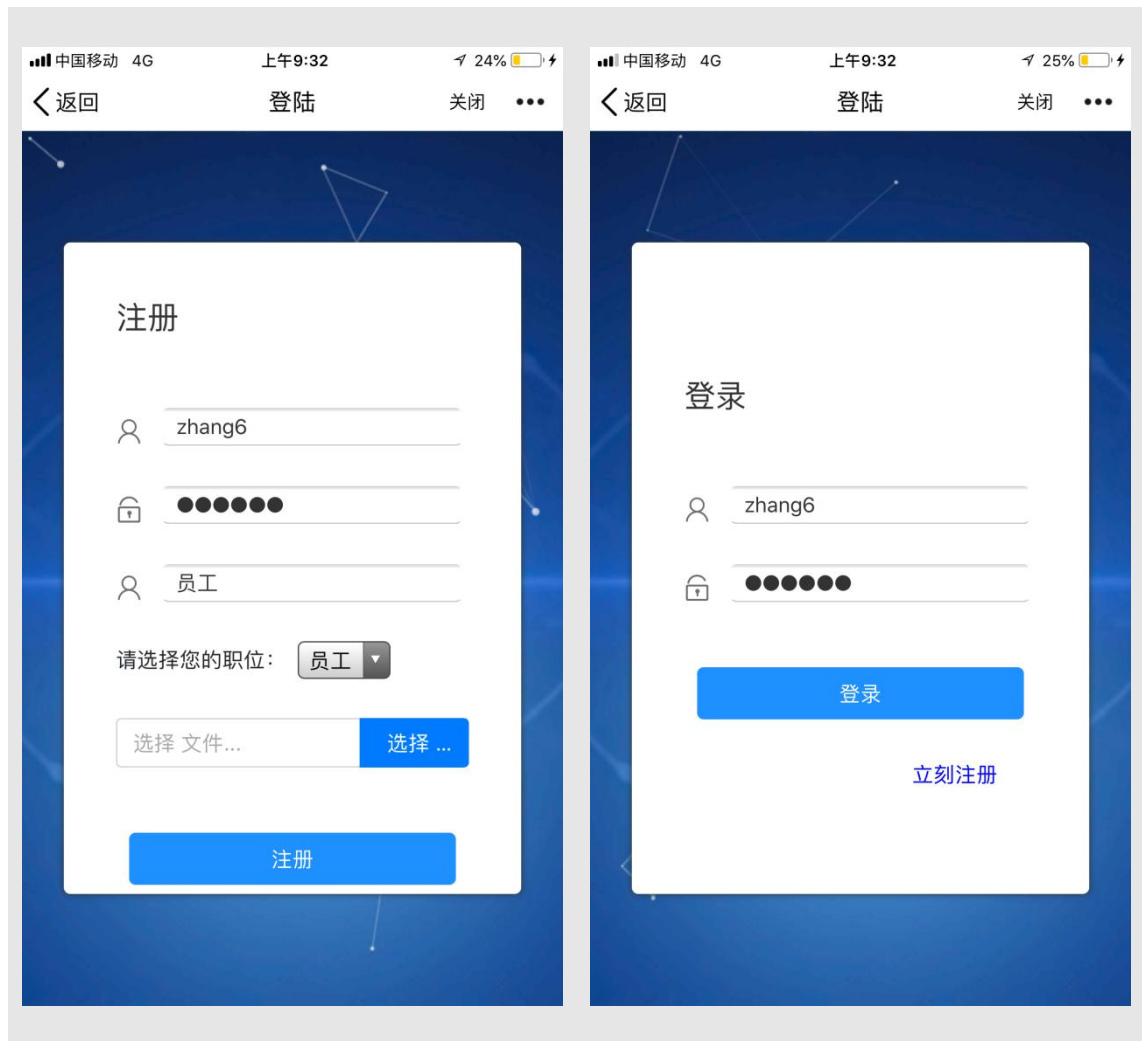 中国移动 4G 上午9:32 24%
返回 登陆 关闭 •••
注册
zhang6
●●●●●●
员工
请选择您的职位： 员工
选择 文件... 选择 ...
注册
中国移动 4G 上午9:32 25%
返回 登陆 关闭 •••
登录
zhang6
●●●●●●
登录
立刻注册